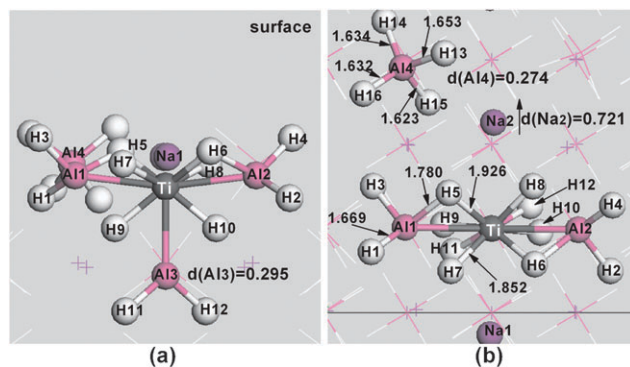 surface
H3
Al4
H5
Na1
H6
H4
Al1
H7
H8
Al2
Ti
H1
H2
H9
H10
Al3
d(Al3)=0.295
H11
H12
(a)
H14
1.653
1.634
H13
Al4
1.632
d(Al4)=0.274
H16
H15
1.623
Na2
d(Na2)=0.721
1.780
1.926
H8
H12
H3
H5
H10
H4
1.669
H9
Al1
Ti
Al2
H1
H11
H7
H6
H2
1.852
Na1
(b)